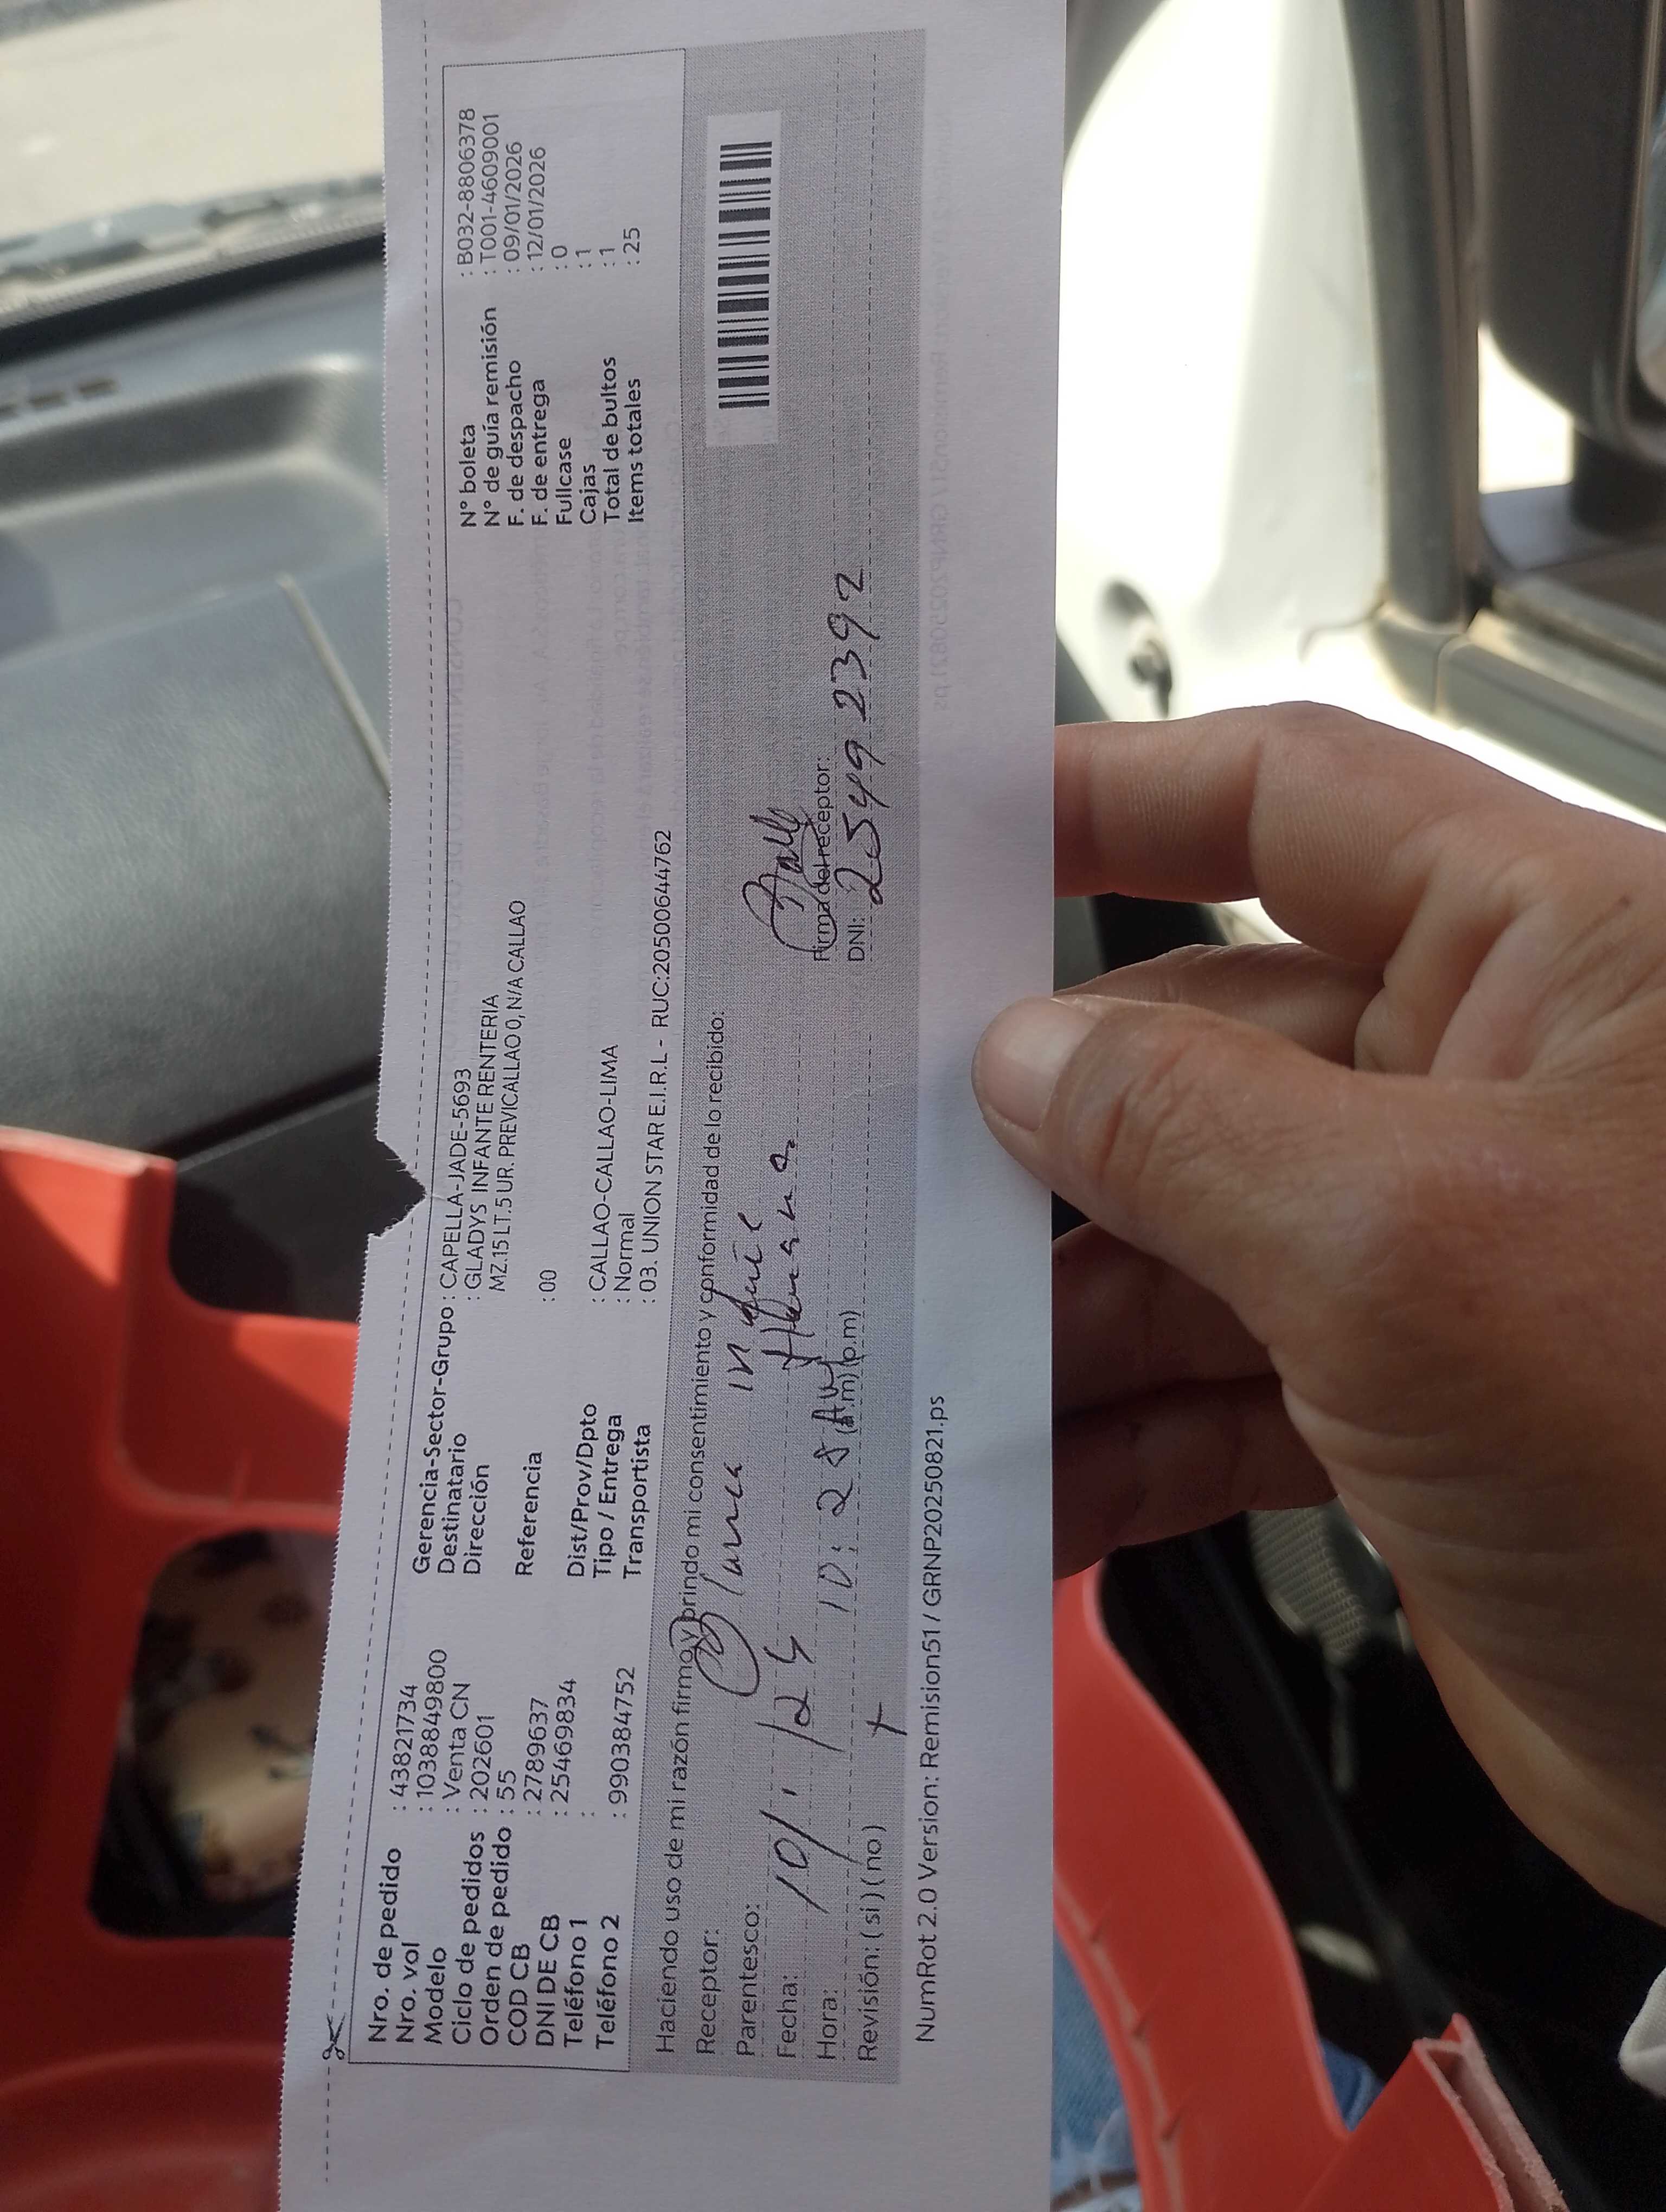 Nro. de pedido : 43821734
Nro. vol : 10388849800
Modelo : Venta CN
Ciclo de pedidos : 202601
Orden de pedido : 55
COD CB : 2789637
DNI DE CB : 25469834
Teléfono 1 :
Teléfono 2 : 990384752
Gerencia-Sector-Grupo : CAPELLA-JADE-5693
Destinatario : GLADYS INFANTE RENTERIA
Dirección MZ.15 LT.5 UR. PREVICALLAO 0, N/A CALLAO
Referencia : 00
Dist/Prov/Dpto : CALLAO-CALLAO-LIMA
Tipo / Entrega : Normal
Transportista : 03. UNION STAR E.I.R.L - RUC:20500644762
N° boleta : B032-8806378
N° de guía remisión : T001-4609001
F. de despacho : 09/01/2026
F. de entrega : 12/01/2026
Fullcase : 0
Cajas : 1
Total de bultos : 1
Items totales : 25
Haciendo uso de mi razón firmo y brindo mi consentimiento y conformidad de lo recibido:
Receptor:
Parentesco: Hermana
Fecha: 10/1/
Hora: 10: 28 AM (a.m) (p.m)
Revisión: ( si ) ( no )
Firma del receptor:
DNI: 25492392
NumRot 2.0 Version: Remision51 / GRNP20250821.ps